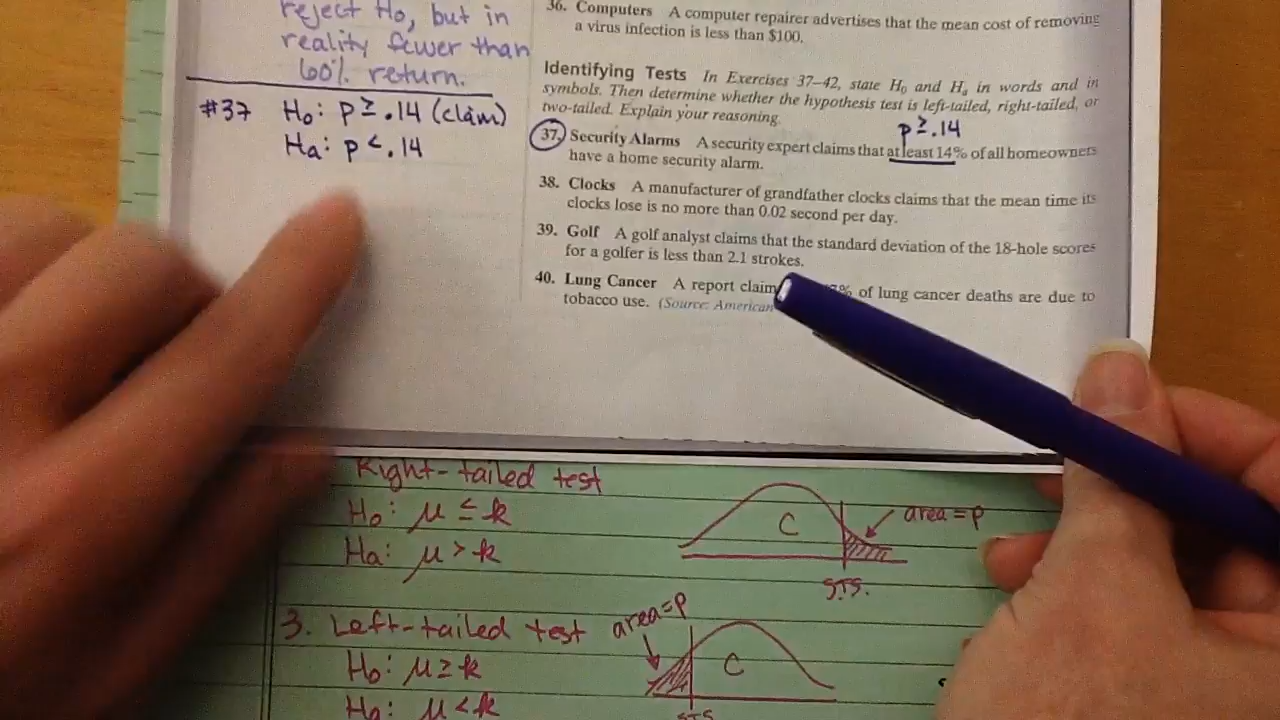 reject Ho, but in
reality fewer than
60% return.
#37 Ho: p ≥ .14 (claim)
Ha: p < .14
36. Computers A computer repairer advertises that the mean cost of removing
a virus infection is less than $100.
Identifying Tests In Exercises 37–42, state H₀ and Hₐ in words and in
symbols. Then determine whether the hypothesis test is left-tailed, right-tailed, or
two-tailed. Explain your reasoning.
p ≥ .14
37. Security Alarms A security expert claims that at least 14% of all homeowners
have a home security alarm.
38. Clocks A manufacturer of grandfather clocks claims that the mean time its
clocks lose is no more than 0.02 second per day.
39. Golf A golf analyst claims that the standard deviation of the 18-hole scores
for a golfer is less than 2.1 strokes.
40. Lung Cancer A report claim % of lung cancer deaths are due to
tobacco use. (Source: American
Right-tailed test
Ho: μ ≤ k
Ha: μ > k
C
area = p
S.T.S.
3. Left-tailed test
Ho: μ ≥ k
Ha: μ < k
area = p
C
STS